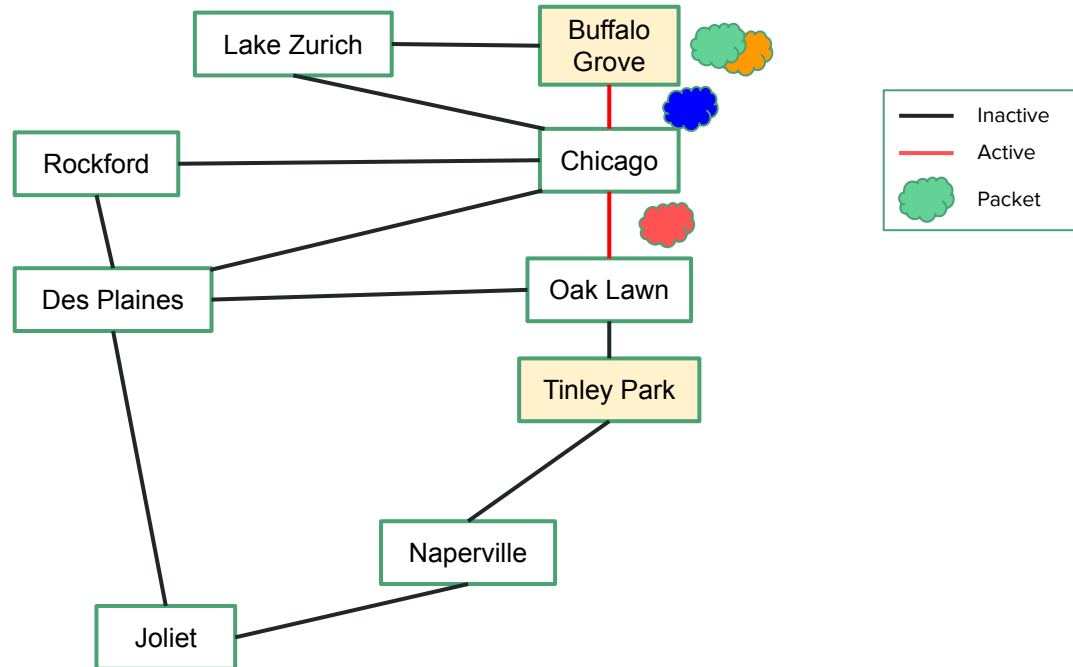 Lake Zurich
Buffalo
Grove
Inactive
Rockford
Chicago
Active
Packet
Des Plaines
Oak Lawn
Tinley Park
Naperville
Joliet